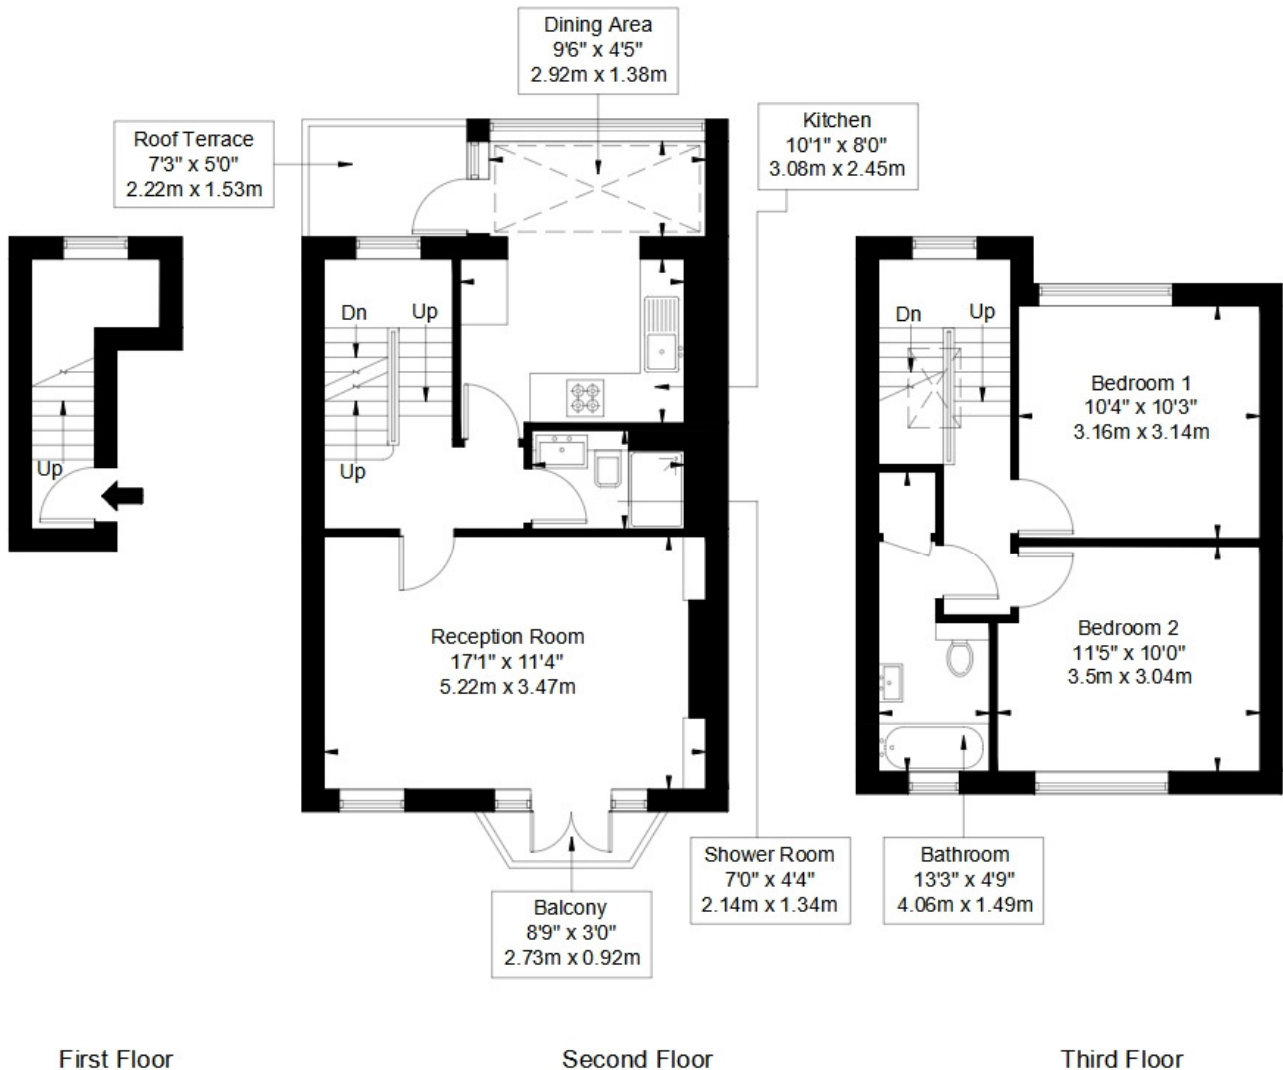 Dining Area
9'6" x 4'5"
2.92m x 1.38m
Kitchen
10'1" x 8'0"
3.08m x 2.45m
Roof Terrace
7'3" x 5'0"
2.22m x 1.53m
Up
Dn
Up
Up
Reception Room
17'1" x 11'4"
5.22m x 3.47m
Dn
Up
Bedroom 1
10'4" x 10'3"
3.16m x 3.14m
Bedroom 2
11'5" x 10'0"
3.5m x 3.04m
Shower Room
7'0" x 4'4"
2.14m x 1.34m
Bathroom
13'3" x 4'9"
4.06m x 1.49m
Balcony
8'9" x 3'0"
2.73m x 0.92m
First Floor
Second Floor
Third Floor